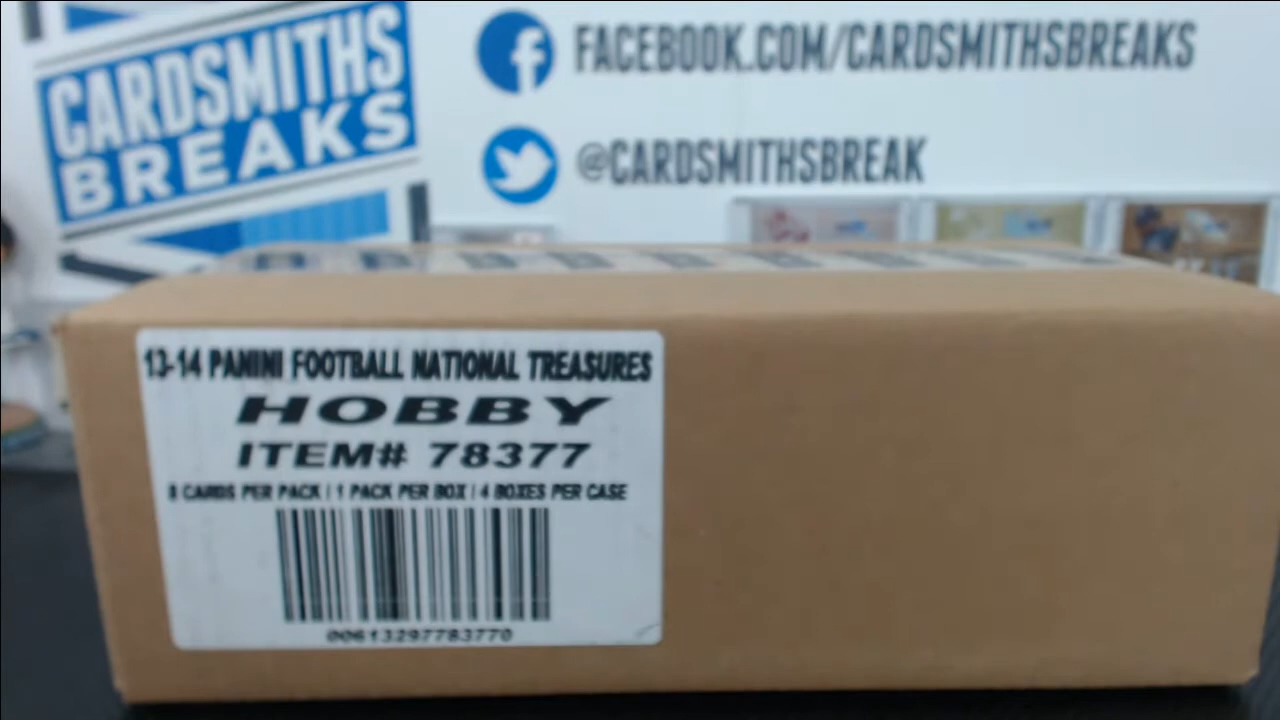 CARDSMITHS
BREAKS
FACEBOOK.COM/CARDSMITHSBREAKS
@CARDSMITHSBREAK
13-14 PANINI FOOTBALL NATIONAL TREASURES
HOBBY
ITEM# 78377
8 CARDS PER PACK | 1 PACK PER BOX | 4 BOXES PER CASE
00613297783770